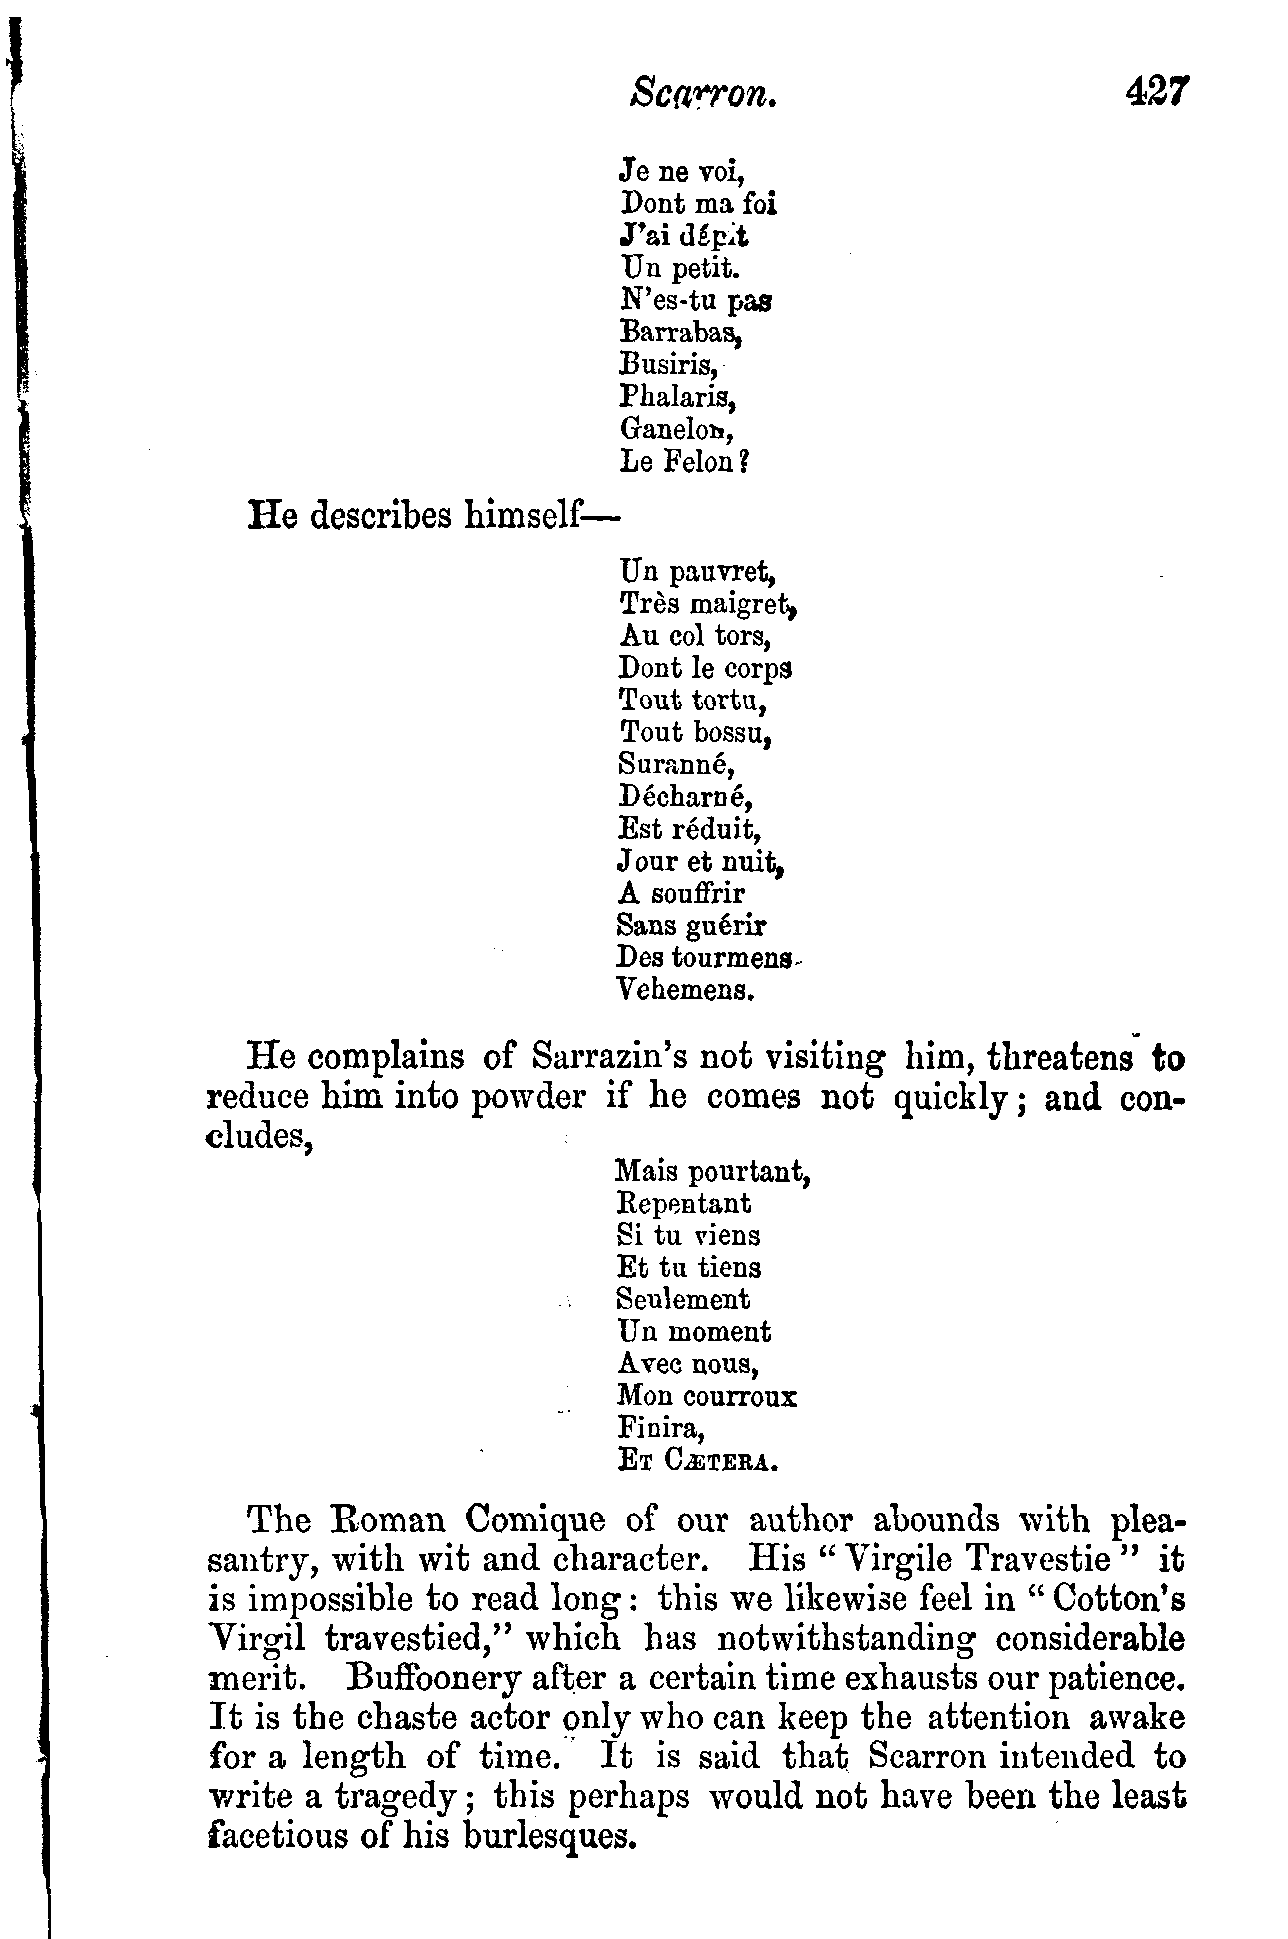 Scarron. 427
Je ne voi,
Dont ma foi
J'ai dépit
Un petit.
N'es-tu pas
Barrabas,
Busiris,
Phalaris,
Ganelon,
Le Felon?
He describes himself—
Un pauvret,
Très maigret,
Au col tors,
Dont le corps
Tout tortu,
Tout bossu,
Suranné,
Décharné,
Est réduit,
Jour et nuit,
A souffrir
Sans guérir
Des tourmens
Vehemens.
He complains of Sarrazin's not visiting him, threatens to
reduce him into powder if he comes not quickly; and con-
cludes,
Mais pourtant,
Repentant
Si tu viens
Et tu tiens
Seulement
Un moment
Avec nous,
Mon courroux
Finira,
ET CÆTERA.
The Roman Comique of our author abounds with plea-
santry, with wit and character. His "Virgile Travestie" it
is impossible to read long: this we likewise feel in "Cotton's
Virgil travestied," which has notwithstanding considerable
merit. Buffoonery after a certain time exhausts our patience.
It is the chaste actor only who can keep the attention awake
for a length of time. It is said that Scarron intended to
write a tragedy; this perhaps would not have been the least
facetious of his burlesques.